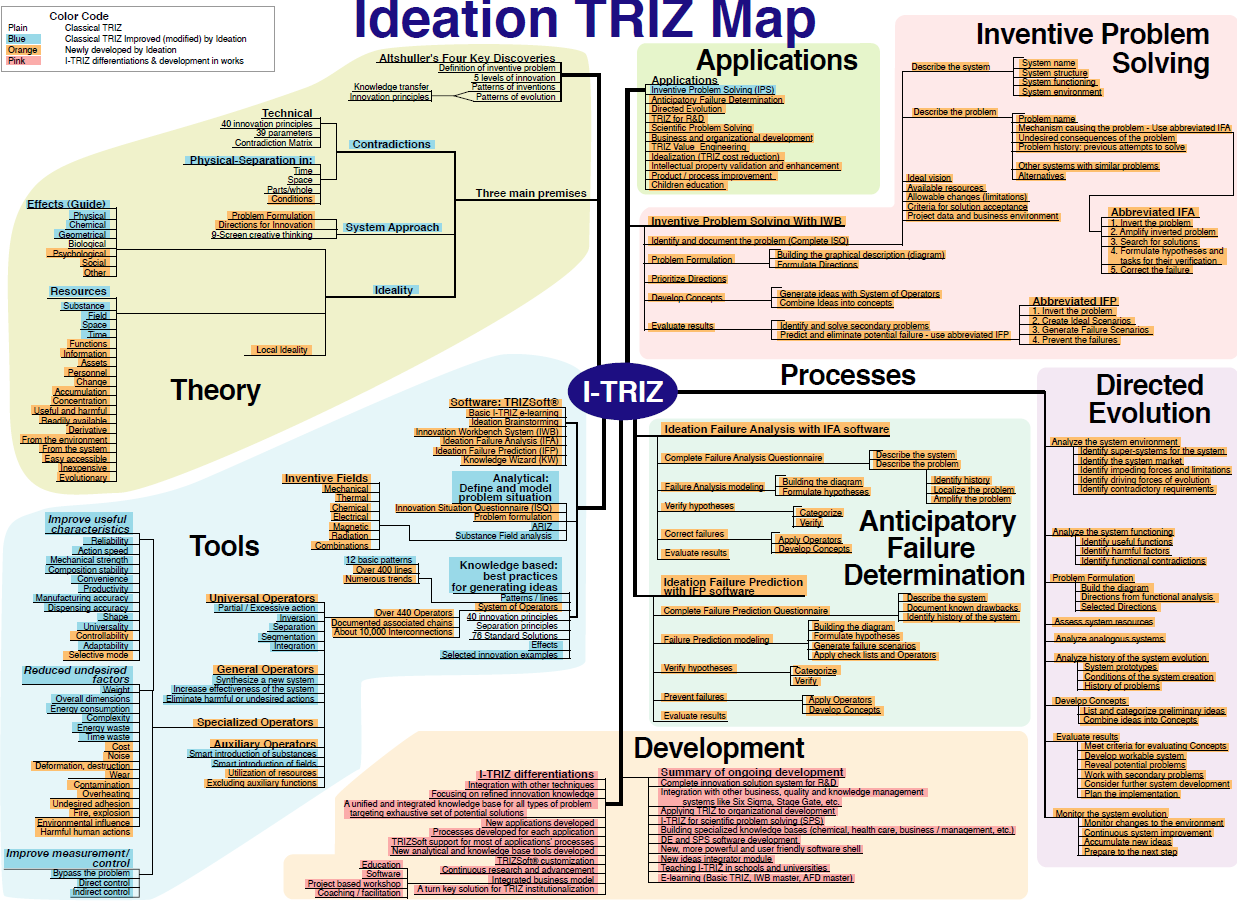 Ideation TRIZ Map
Color Code
Plain Classical TRIZ
Blue Classical TRIZ Improved (modified) by Ideation
Orange Newly developed by Ideation
Pink I-TRIZ differentiations & development in works
I-TRIZ
Theory
Altshuller's Four Key Discoveries
Definition of inventive problem
5 levels of innovation
Patterns of inventions
Patterns of evolution
Knowledge transfer
Innovation principles
Three main premises
Contradictions
Technical
40 innovation principles
39 parameters
Contradiction Matrix
Physical-Separation in:
Time
Space
Parts/whole
Conditions
System Approach
Problem Formulation
Directions for Innovation
9-Screen creative thinking
Ideality
Effects (Guide)
Physical
Chemical
Geometrical
Biological
Psychological
Social
Other
Resources
Substance
Field
Space
Time
Functions
Information
Assets
Personnel
Change
Accumulation
Concentration
Useful and harmful
Readily available
Derivative
From the environment
From the system
Easy accessible
Inexpensive
Evolutionary
Local Ideality
Applications
Applications
Inventive Problem Solving (IPS)
Anticipatory Failure Determination
Directed Evolution
TRIZ for R&D
Scientific Problem Solving
Business and organizational development
TRIZ Value Engineering
Idealization (TRIZ cost reduction)
Intellectual property validation and enhancement
Product / process improvement
Children education
Inventive Problem
Solving
Describe the system
System name
System structure
System functioning
System environment
Describe the problem
Problem name
Mechanism causing the problem - Use abbreviated IFA
Undesired consequences of the problem
Problem history: previous attempts to solve
Other systems with similar problems
Alternatives
Ideal vision
Available resources
Allowable changes (limitations)
Criteria for solution acceptance
Project data and business environment
Abbreviated IFA
1. Invert the problem
2. Amplify inverted problem
3. Search for solutions
4. Formulate hypotheses and
tasks for their verification
5. Correct the failure
Inventive Problem Solving With IWB
Identify and document the problem (Complete ISQ)
Problem Formulation
Building the graphical description (diagram)
Formulate Directions
Prioritize Directions
Develop Concepts
Generate ideas with System of Operators
Combine Ideas into concepts
Evaluate results
Identify and solve secondary problems
Predict and eliminate potential failure - use abbreviated IFP
Abbreviated IFP
1. Invert the problem
2. Create Ideal Scenarios
3. Generate Failure Scenarios
4. Prevent the failures
Processes
Tools
Software: TRIZSoft®
Basic I-TRIZ e-learning
Ideation Brainstorming
Innovation Workbench System (IWB)
Ideation Failure Analysis (IFA)
Ideation Failure Prediction (IFP)
Knowledge Wizard (KW)
Analytical:
Define and model
problem situation
Innovation Situation Questionnaire (ISQ)
Problem formulation
ARIZ
Substance Field analysis
Inventive Fields
Mechanical
Thermal
Chemical
Electrical
Magnetic
Radiation
Combinations
Knowledge based:
best practices
for generating ideas
Patterns / lines
System of Operators
40 innovation principles
Separation principles
76 Standard Solutions
Effects
Selected innovation examples
12 basic patterns
Over 400 lines
Numerous trends
Over 440 Operators
Documented associated chains
About 10,000 Interconnections
Universal Operators
Partial / Excessive action
Inversion
Separation
Segmentation
Integration
General Operators
Synthesize a new system
Increase effectiveness of the system
Eliminate harmful or undesired actions
Specialized Operators
Auxiliary Operators
Smart introduction of substances
Smart introduction of fields
Utilization of resources
Excluding auxiliary functions
Improve useful
characteristics
Reliability
Action speed
Mechanical strength
Composition stability
Convenience
Productivity
Manufacturing accuracy
Dispensing accuracy
Shape
Universality
Controllability
Adaptability
Selective mode
Reduced undesired
factors
Weight
Overall dimensions
Energy consumption
Complexity
Energy waste
Time waste
Cost
Noise
Deformation, destruction
Wear
Contamination
Overheating
Undesired adhesion
Fire, explosion
Environmental influence
Harmful human actions
Improve measurement/
control
Bypass the problem
Direct control
Indirect control
Anticipatory
Failure
Determination
Ideation Failure Analysis with IFA software
Complete Failure Analysis Questionnaire
Describe the system
Describe the problem
Identify history
Localize the problem
Amplify the problem
Failure Analysis modeling
Building the diagram
Formulate hypotheses
Verify hypotheses
Categorize
Verify
Correct failures
Apply Operators
Develop Concepts
Evaluate results
Ideation Failure Prediction
with IFP software
Complete Failure Prediction Questionnaire
Describe the system
Document known drawbacks
Identify history of the system
Failure Prediction modeling
Building the diagram
Formulate hypotheses
Generate failure scenarios
Apply check lists and Operators
Verify hypotheses
Categorize
Verify
Prevent failures
Apply Operators
Develop Concepts
Evaluate results
Directed
Evolution
Analyze the system environment
Identify super-systems for the system
Identify the system market
Identify impeding forces and limitations
Identify driving forces of evolution
Identify contradictory requirements
Analyze the system functioning
Identify useful functions
Identify harmful factors
Identify functional contradictions
Problem Formulation
Build the diagram
Directions from functional analysis
Selected Directions
Assess system resources
Analyze analogous systems
Analyze history of the system evolution
System prototypes
Conditions of the system creation
History of problems
Develop Concepts
List and categorize preliminary ideas
Combine ideas into Concepts
Evaluate results
Meet criteria for evaluating Concepts
Develop workable system
Reveal potential problems
Work with secondary problems
Consider further system development
Plan the implementation
Monitor the system evolution
Monitor changes to the environment
Continuous system improvement
Accumulate new ideas
Prepare to the next step
Development
I-TRIZ differentiations
Integration with other techniques
Focusing on refined innovation knowledge
A unified and integrated knowledge base for all types of problem
targeting exhaustive set of potential solutions
New applications developed
Processes developed for each application
TRIZSoft support for most of applications' processes
New analytical and knowledge base tools developed
TRIZSoft® customization
Continuous research and advancement
Integrated business model
A turn key solution for TRIZ institutionalization
Education
Software
Project based workshop
Coaching / facilitation
Summary of ongoing development
Complete innovation solution system for R&D
Integration with other business, quality and knowledge management
systems like Six Sigma, Stage Gate, etc.
Applying TRIZ to organizational development
I-TRIZ for scientific problem solving (SPS)
Building specialized knowledge bases (chemical, health care, business / management, etc.)
DE and SPS software development
New, more powerful and user friendly software shell
New ideas integrator module
Teaching I-TRIZ in schools and universities
E-learning (Basic TRIZ, IWB master, AFD master)